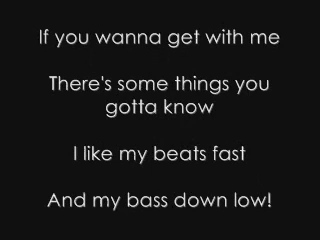 If you wanna get with me
There's some things you
gotta know
I like my beats fast
And my bass down low!